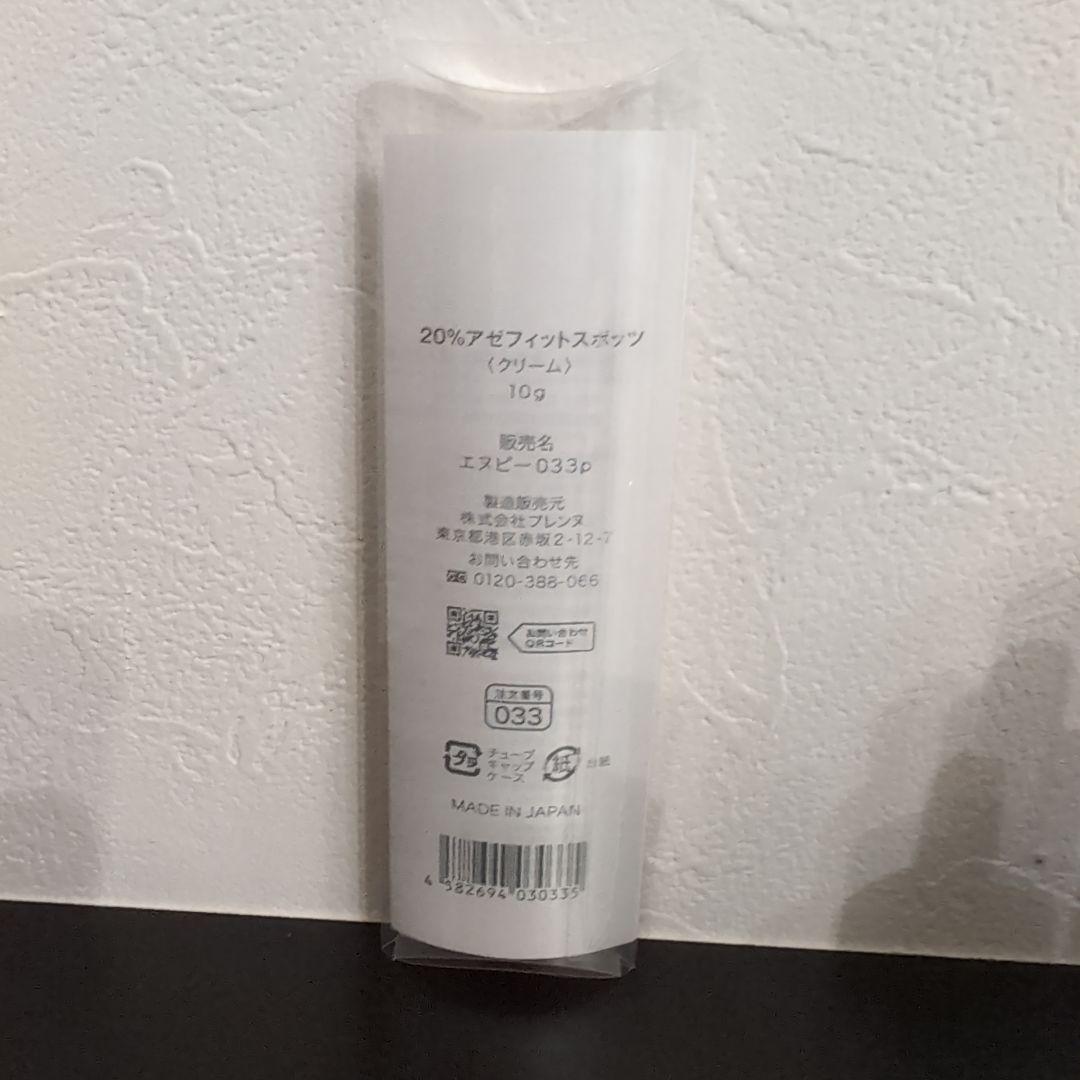 20%アゼフィットスポッツ
〈クリーム〉
10g
販売名
エヌピー033p
製造販売元
株式会社プレンヌ
東京都港区赤坂2-12-7
お問い合わせ先
0120-388-066
お問い合わせ
QRコード
注文番号
033
プラ
チューブ
キャップ
ケース
紙
台紙
MADE IN JAPAN
4 582694 030335